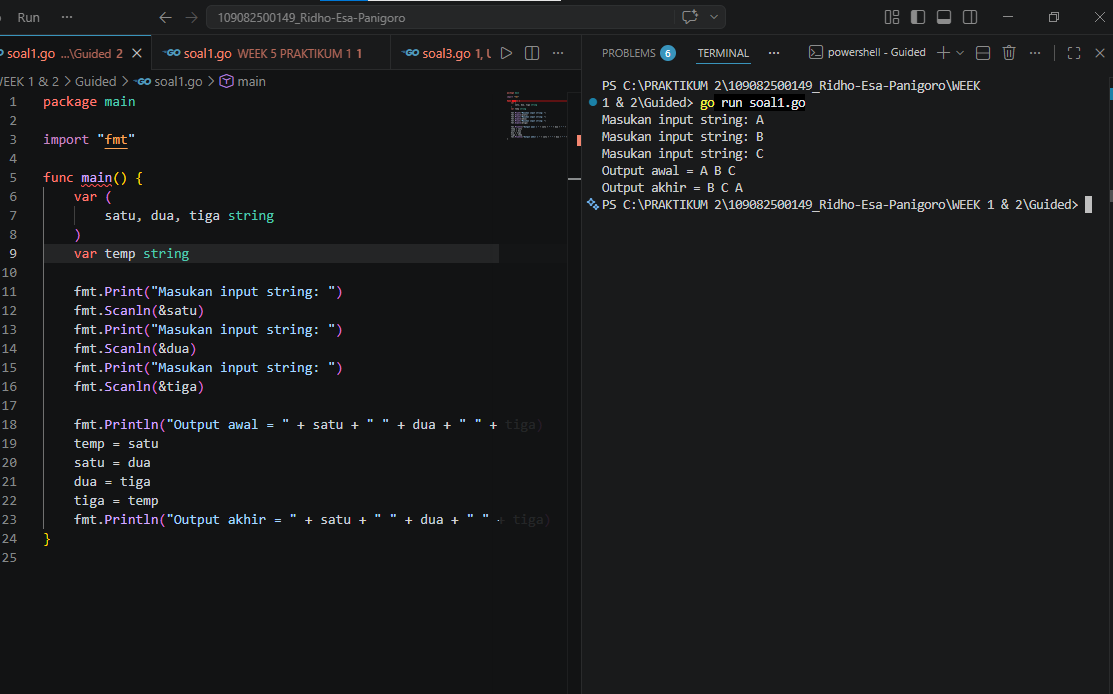 Run ··· ← → 109082500149_Ridho-Esa-Panigoro
soal1.go ...\Guided 2 soal1.go WEEK 5 PRAKTIKUM 1 1 soal3.go 1, ···
WEEK 1 & 2 > Guided > soal1.go > main
1 package main
2
3 import "fmt"
4
5 func main() {
6 var (
7 satu, dua, tiga string
8 )
9 var temp string
10
11 fmt.Print("Masukan input string: ")
12 fmt.Scanln(&satu)
13 fmt.Print("Masukan input string: ")
14 fmt.Scanln(&dua)
15 fmt.Print("Masukan input string: ")
16 fmt.Scanln(&tiga)
17
18 fmt.Println("Output awal = " + satu + " " + dua + " " + tiga)
19 temp = satu
20 satu = dua
21 dua = tiga
22 tiga = temp
23 fmt.Println("Output akhir = " + satu + " " + dua + " " + tiga)
24 }
25
PROBLEMS 6 TERMINAL ··· powershell - Guided
PS C:\PRAKTIKUM 2\109082500149_Ridho-Esa-Panigoro\WEEK
1 & 2\Guided> go run soal1.go
Masukan input string: A
Masukan input string: B
Masukan input string: C
Output awal = A B C
Output akhir = B C A
PS C:\PRAKTIKUM 2\109082500149_Ridho-Esa-Panigoro\WEEK 1 & 2\Guided>